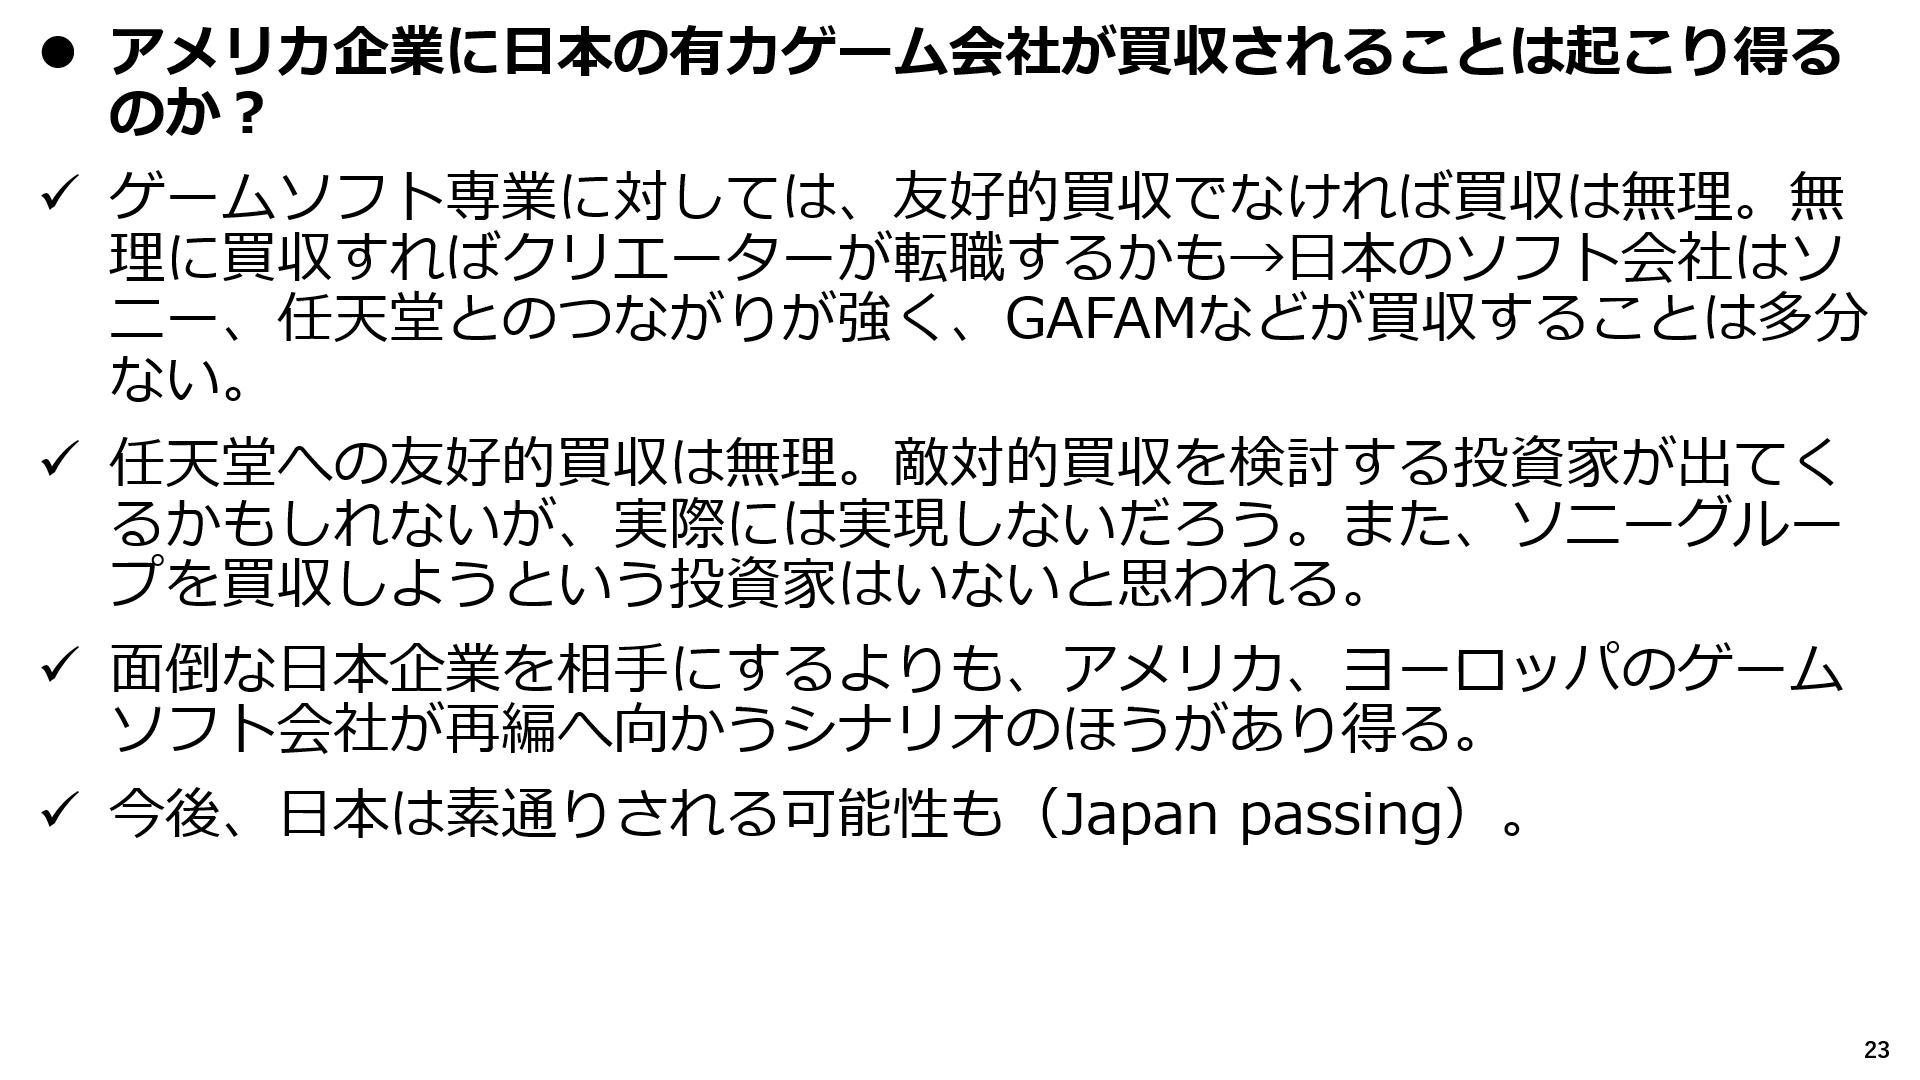 ● アメリカ企業に日本の有力ゲーム会社が買収されることは起こり得る
のか？
✓ ゲームソフト専業に対しては、友好的買収でなければ買収は無理。無
理に買収すればクリエーターが転職するかも→日本のソフト会社はソ
ニー、任天堂とのつながりが強く、GAFAMなどが買収することは多分
ない。
✓ 任天堂への友好的買収は無理。敵対的買収を検討する投資家が出てく
るかもしれないが、実際には実現しないだろう。また、ソニーグルー
プを買収しようという投資家はいないと思われる。
✓ 面倒な日本企業を相手にするよりも、アメリカ、ヨーロッパのゲーム
ソフト会社が再編へ向かうシナリオのほうがあり得る。
✓ 今後、日本は素通りされる可能性も（Japan passing）。
23